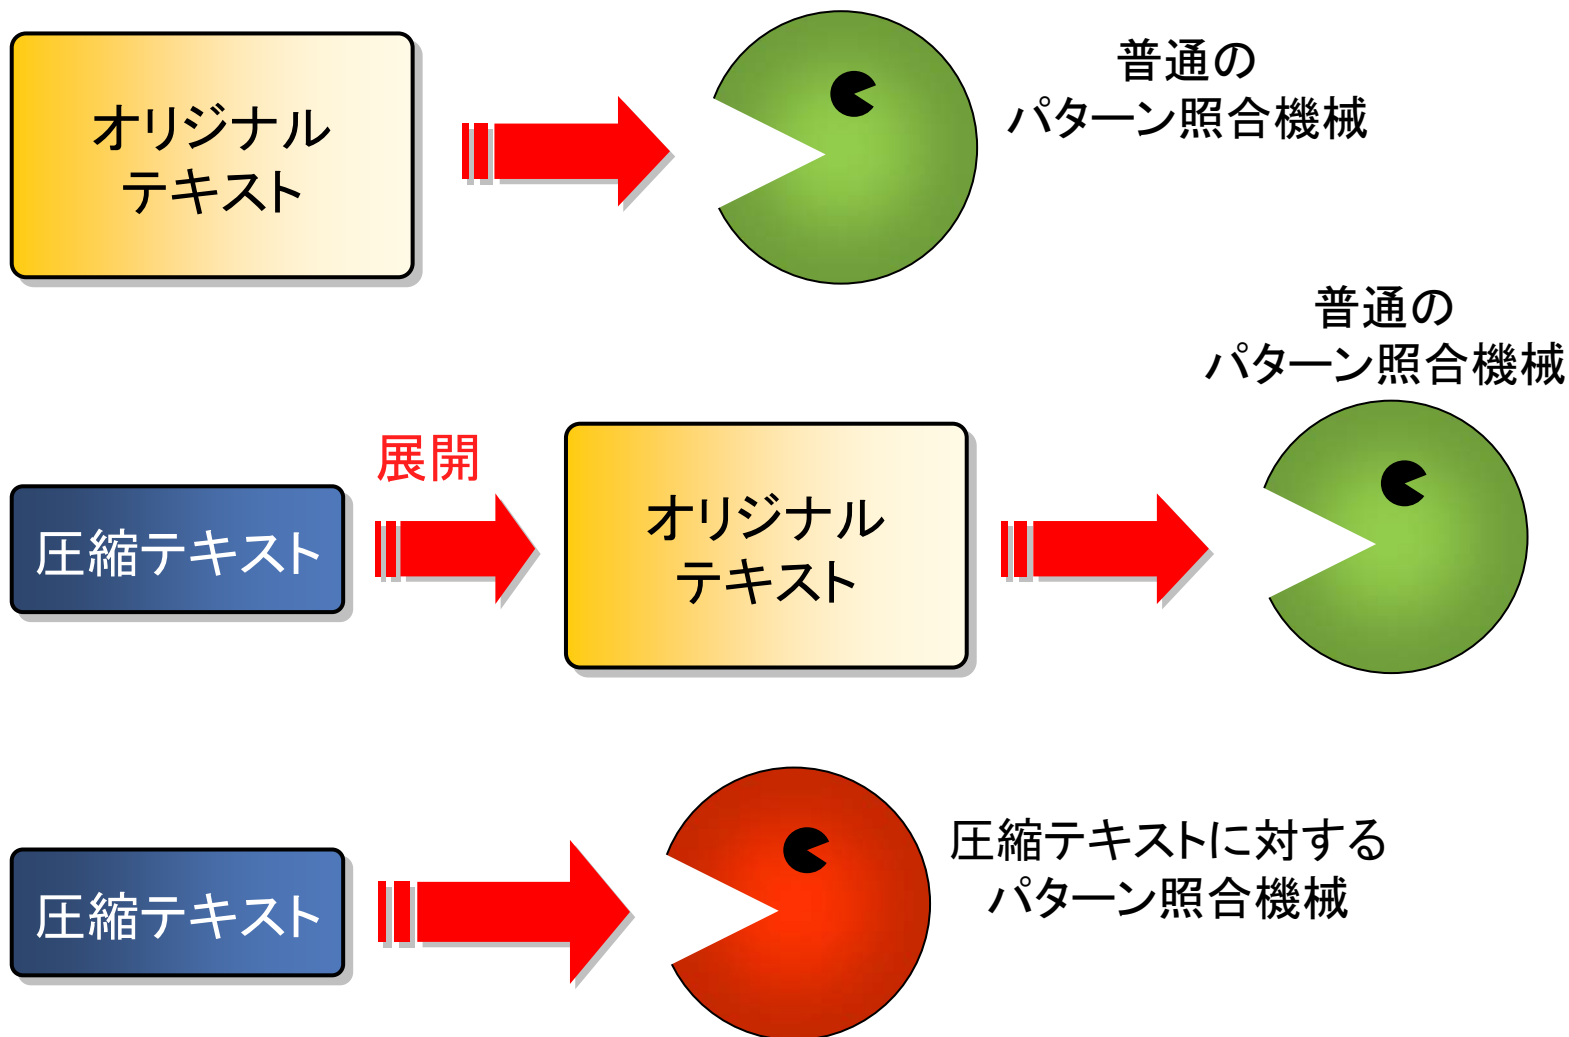 オリジナル
テキスト
普通の
パターン照合機械
普通の
パターン照合機械
展開
圧縮テキスト
オリジナル
テキスト
圧縮テキスト
圧縮テキストに対する
パターン照合機械